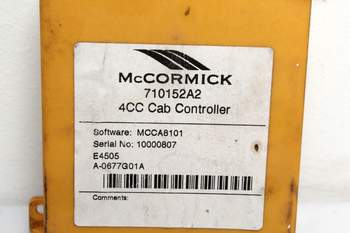 McCORMICK
710152A2
4CC Cab Controller
Software: MCCA8101
Serial No: 10000807
E4505
A-0677G01A
Comments: